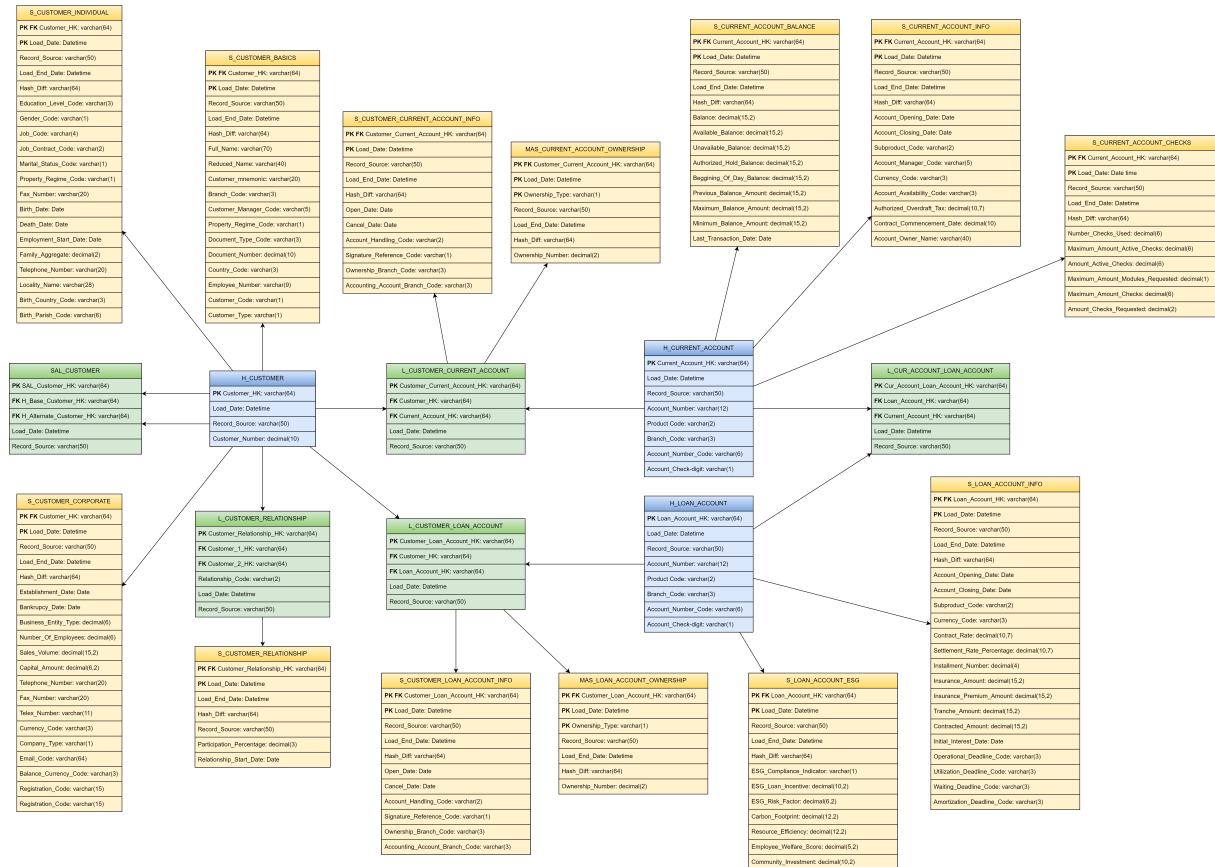 S_CUSTOMER_INDIVIDUAL
PK FK Customer_HK: varchar(64)
PK Load_Date: Datetime
Record_Source: varchar(50)
Load_End_Date: Datetime
Hash_Diff: varchar(64)
Education_Level_Code: varchar(3)
Gender_Code: varchar(1)
Job_Code: varchar(4)
Job_Contract_Code: varchar(2)
Marital_Status_Code: varchar(1)
Property_Regime_Code: varchar(1)
Fax_Number: varchar(20)
Birth_Date: Date
Death_Date: Date
Employment_Start_Date: Date
Family_Aggregate: decimal(2)
Telephone_Number: varchar(20)
Locality_Name: varchar(28)
Birth_Country_Code: varchar(3)
Birth_Parish_Code: varchar(6)
S_CUSTOMER_BASICS
PK FK Customer_HK: varchar(64)
PK Load_Date: Datetime
Record_Source: varchar(50)
Load_End_Date: Datetime
Hash_Diff: varchar(64)
Full_Name: varchar(70)
Reduced_Name: varchar(40)
Customer_mnemonic: varchar(20)
Branch_Code: varchar(3)
Customer_Manager_Code: varchar(5)
Property_Regime_Code: varchar(1)
Document_Type_Code: varchar(3)
Document_Number: decimal(10)
Country_Code: varchar(3)
Employee_Number: varchar(9)
Customer_Code: varchar(1)
Customer_Type: varchar(1)
S_CUSTOMER_CURRENT_ACCOUNT_INFO
PK FK Customer_Current_Account_HK: varchar(64)
PK Load_Date: Datetime
Record_Source: varchar(50)
Load_End_Date: Datetime
Hash_Diff: varchar(64)
Open_Date: Date
Cancel_Date: Date
Account_Handling_Code: varchar(2)
Signature_Reference_Code: varchar(1)
Ownership_Branch_Code: varchar(3)
Accounting_Account_Branch_Code: varchar(3)
MAS_CURRENT_ACCOUNT_OWNERSHIP
PK FK Customer_Current_Account_HK: varchar(64)
PK Load_Date: Datetime
PK Ownership_Type: varchar(1)
Record_Source: varchar(50)
Load_End_Date: Datetime
Hash_Diff: varchar(64)
Ownership_Number: decimal(2)
S_CURRENT_ACCOUNT_BALANCE
PK FK Current_Account_HK: varchar(64)
PK Load_Date: Datetime
Record_Source: varchar(50)
Load_End_Date: Datetime
Hash_Diff: varchar(64)
Balance: decimal(15,2)
Available_Balance: decimal(15,2)
Unavailable_Balance: decimal(15,2)
Authorized_Hold_Balance: decimal(15,2)
Beggining_Of_Day_Balance: decimal(15,2)
Previous_Balance_Amount: decimal(15,2)
Maximum_Balance_Amount: decimal(15,2)
Minimum_Balance_Amount: decimal(15,2)
Last_Transaction_Date: Date
S_CURRENT_ACCOUNT_INFO
PK FK Current_Account_HK: varchar(64)
PK Load_Date: Datetime
Record_Source: varchar(50)
Load_End_Date: Datetime
Hash_Diff: varchar(64)
Account_Opening_Date: Date
Account_Closing_Date: Date
Subproduct_Code: varchar(2)
Account_Manager_Code: varchar(5)
Currency_Code: varchar(3)
Account_Availability_Code: varchar(3)
Authorized_Overdraft_Tax: decimal(10,7)
Contract_Commencement_Date: decimal(10)
Account_Owner_Name: varchar(40)
S_CURRENT_ACCOUNT_CHECKS
PK FK Current_Account_HK: varchar(64)
PK Load_Date: Date time
Record_Source: varchar(50)
Load_End_Date: Datetime
Hash_Diff: varchar(64)
Number_Checks_Used: decimal(6)
Maximum_Amount_Active_Checks: decimal(6)
Amount_Active_Checks: decimal(6)
Maximum_Amount_Modules_Requested: decimal(1)
Maximum_Amount_Checks: decimal(6)
Amount_Checks_Requested: decimal(2)
SAL_CUSTOMER
PK SAL_Customer_HK: varchar(64)
FK H_Base_Customer_HK: varchar(64)
FK H_Alternate_Customer_HK: varchar(64)
Load_Date: Datetime
Record_Source: varchar(50)
H_CUSTOMER
PK Customer_HK: varchar(64)
Load_Date: Datetime
Record_Source: varchar(50)
Customer_Number: decimal(10)
L_CUSTOMER_CURRENT_ACCOUNT
PK Customer_Current_Account_HK: varchar(64)
FK Customer_HK: varchar(64)
FK Current_Account_HK: varchar(64)
Load_Date: Datetime
Record_Source: varchar(50)
H_CURRENT_ACCOUNT
PK Current_Account_HK: varchar(64)
Load_Date: Datetime
Record_Source: varchar(50)
Account_Number: varchar(12)
Product Code: varchar(2)
Branch_Code: varchar(3)
Account_Number_Code: varchar(6)
Account_Check-digit: varchar(1)
L_CUR_ACCOUNT_LOAN_ACCOUNT
PK Cur_Account_Loan_Account_HK: varchar(64)
FK Loan_Account_HK: varchar(64)
FK Current_Account_HK: varchar(64)
Load_Date: Datetime
Record_Source: varchar(50)
S_CUSTOMER_CORPORATE
PK FK Customer_HK: varchar(64)
PK Load_Date: Datetime
Record_Source: varchar(50)
Load_End_Date: Datetime
Hash_Diff: varchar(64)
Establishment_Date: Date
Bankrupcy_Date: Date
Business_Entity_Type: decimal(6)
Number_Of_Employees: decimal(6)
Sales_Volume: decimal(15,2)
Capital_Amount: decimal(6,2)
Telephone_Number: varchar(20)
Fax_Number: varchar(20)
Telex_Number: varchar(11)
Currency_Code: varchar(3)
Company_Type: varchar(1)
Email_Code: varchar(64)
Balance_Currency_Code: varchar(3)
Registration_Code: varchar(15)
Registration_Code: varchar(15)
L_CUSTOMER_RELATIONSHIP
PK Customer_Relationship_HK: varchar(64)
FK Customer_1_HK: varchar(64)
FK Customer_2_HK: varchar(64)
Relationship_Code: varchar(2)
Load_Date: Datetime
Record_Source: varchar(50)
S_CUSTOMER_RELATIONSHIP
PK FK Customer_Relationship_HK: varchar(64)
PK Load_Date: Datetime
Load_End_Date: Datetime
Hash_Diff: varchar(64)
Record_Source: varchar(50)
Participation_Percentage: decimal(3)
Relationship_Start_Date: Date
L_CUSTOMER_LOAN_ACCOUNT
PK Customer_Loan_Account_HK: varchar(64)
FK Customer_HK: varchar(64)
FK Loan_Account_HK: varchar(64)
Load_Date: Datetime
Record_Source: varchar(50)
H_LOAN_ACCOUNT
PK Loan_Account_HK: varchar(64)
Load_Date: Datetime
Record_Source: varchar(50)
Account_Number: varchar(12)
Product Code: varchar(2)
Branch_Code: varchar(3)
Account_Number_Code: varchar(6)
Account_Check-digit: varchar(1)
S_CUSTOMER_LOAN_ACCOUNT_INFO
PK FK Customer_Loan_Account_HK: varchar(64)
PK Load_Date: Datetime
Record_Source: varchar(50)
Load_End_Date: Datetime
Hash_Diff: varchar(64)
Open_Date: Date
Cancel_Date: Date
Account_Handling_Code: varchar(2)
Signature_Reference_Code: varchar(1)
Ownership_Branch_Code: varchar(3)
Accounting_Account_Branch_Code: varchar(3)
MAS_LOAN_ACCOUNT_OWNERSHIP
PK FK Customer_Loan_Account_HK: varchar(64)
PK Load_Date: Datetime
PK Ownership_Type: varchar(1)
Record_Source: varchar(50)
Load_End_Date: Datetime
Hash_Diff: varchar(64)
Ownership_Number: decimal(2)
S_LOAN_ACCOUNT_ESG
PK FK Loan_Account_HK: varchar(64)
PK Load_Date: Datetime
Record_Source: varchar(50)
Load_End_Date: Datetime
Hash_Diff: varchar(64)
ESG_Compliance_Indicator: varchar(1)
ESG_Loan_Incentive: decimal(10,2)
ESG_Risk_Factor: decimal(6,2)
Carbon_Footprint: decimal(12,2)
Resource_Efficiency: decimal(12,2)
Employee_Welfare_Score: decimal(5,2)
Community_Investment: decimal(10,2)
S_LOAN_ACCOUNT_INFO
PK FK Loan_Account_HK: varchar(64)
PK Load_Date: Datetime
Record_Source: varchar(50)
Load_End_Date: Datetime
Hash_Diff: varchar(64)
Account_Opening_Date: Date
Account_Closing_Date: Date
Subproduct_Code: varchar(2)
Currency_Code: varchar(3)
Contract_Rate: decimal(10,7)
Settlement_Rate_Percentage: decimal(10,7)
Installment_Number: decimal(4)
Insurance_Amount: decimal(15,2)
Insurance_Premium_Amount: decimal(15,2)
Tranche_Amount: decimal(15,2)
Contracted_Amount: decimal(15,2)
Initial_Interest_Date: Date
Operational_Deadline_Code: varchar(3)
Utilization_Deadline_Code: varchar(3)
Waiting_Deadline_Code: varchar(3)
Amortization_Deadline_Code: varchar(3)